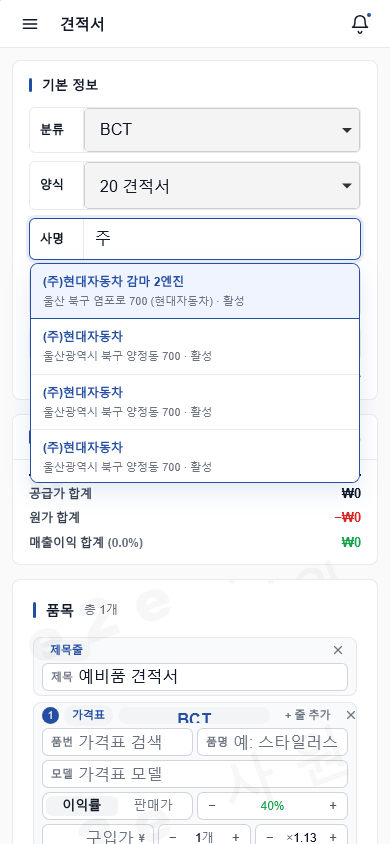 견적서
기본 정보
분류 BCT
양식 20 견적서
사명 주
(주)현대자동차 감마 2엔진
울산 북구 염포로 700 (현대자동차) · 활성
(주)현대자동차
울산광역시 북구 양정동 700 · 활성
(주)현대자동차
울산광역시 북구 양정동 700 · 활성
(주)현대자동차
울산광역시 북구 양정동 700 · 활성
공급가 합계 ₩0
원가 합계 −₩0
매출이익 합계 (0.0%) ₩0
품목 총 1개
제목줄 ×
제목 예비품 견적서
1 가격표 BCT + 줄 추가 ×
품번 가격표 검색 품명 예: 스타일러스
모델 가격표 모델
이익률 판매가 − 40% +
구입가 ¥ − 1개 + − ×1.13 +
e2e
사원